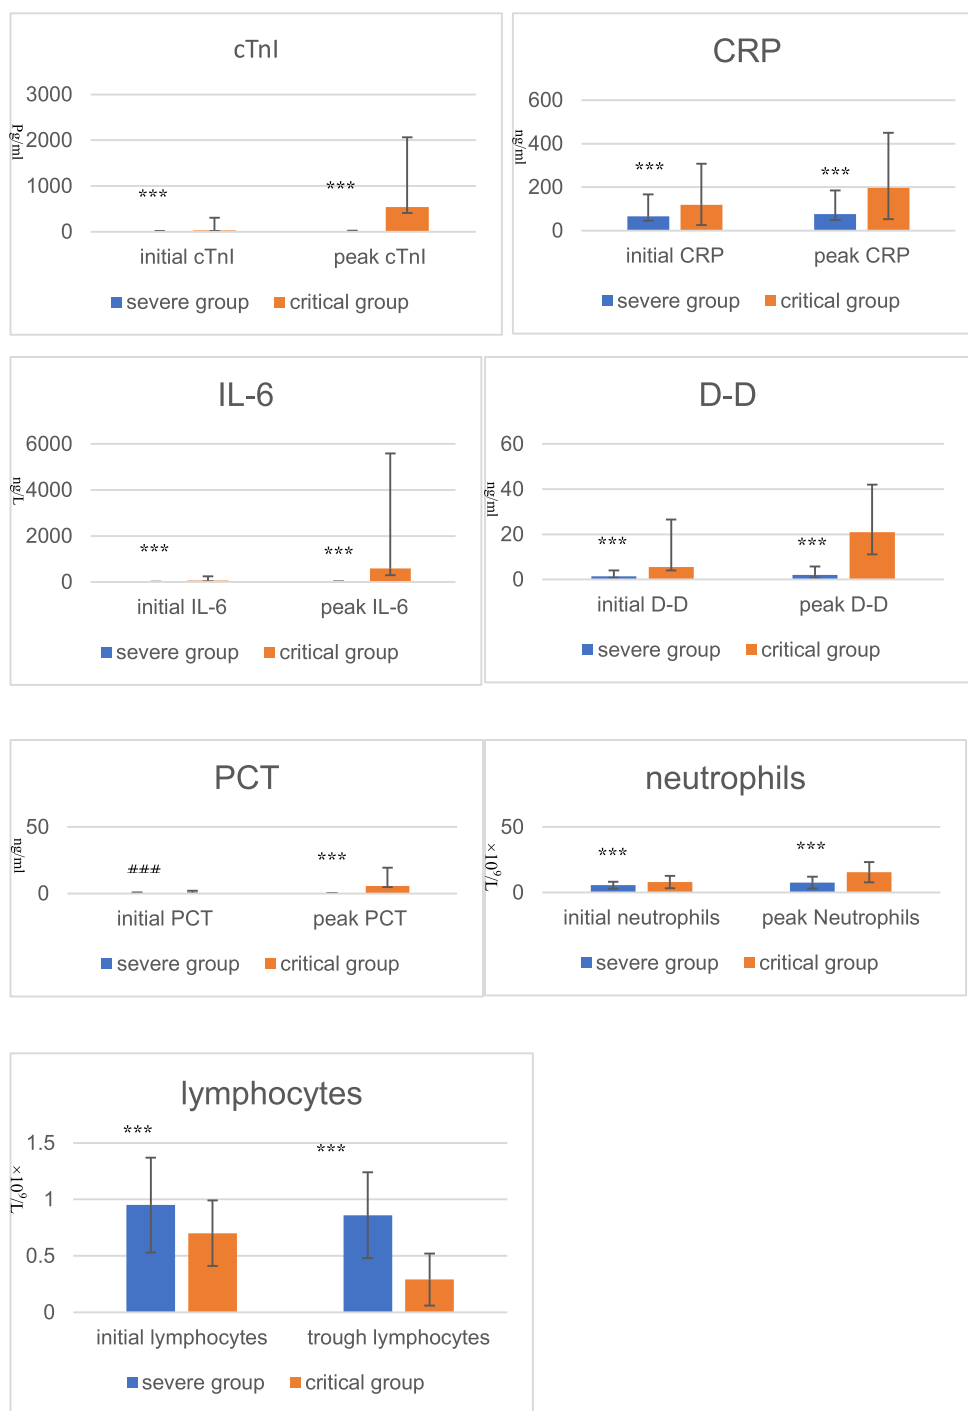 cTnI
3000
2000
1000
0
Pg/ml
***
***
initial cTnI
peak cTnI
severe group
critical group
CRP
600
400
200
0
ng/ml
***
***
initial CRP
peak CRP
severe group
critical group
IL-6
6000
4000
2000
0
ng/L
***
***
initial IL-6
peak IL-6
severe group
critical group
D-D
60
40
20
0
ng/ml
***
***
initial D-D
peak D-D
severe group
critical group
PCT
50
0
ng/ml
###
***
initial PCT
peak PCT
severe group
critical group
neutrophils
50
0
×10⁹/L
***
***
initial neutrophils
peak Neutrophils
severe group
critical group
lymphocytes
1.5
1
0.5
0
×10⁹/L
***
***
initial lymphocytes
trough lymphocytes
severe group
critical group